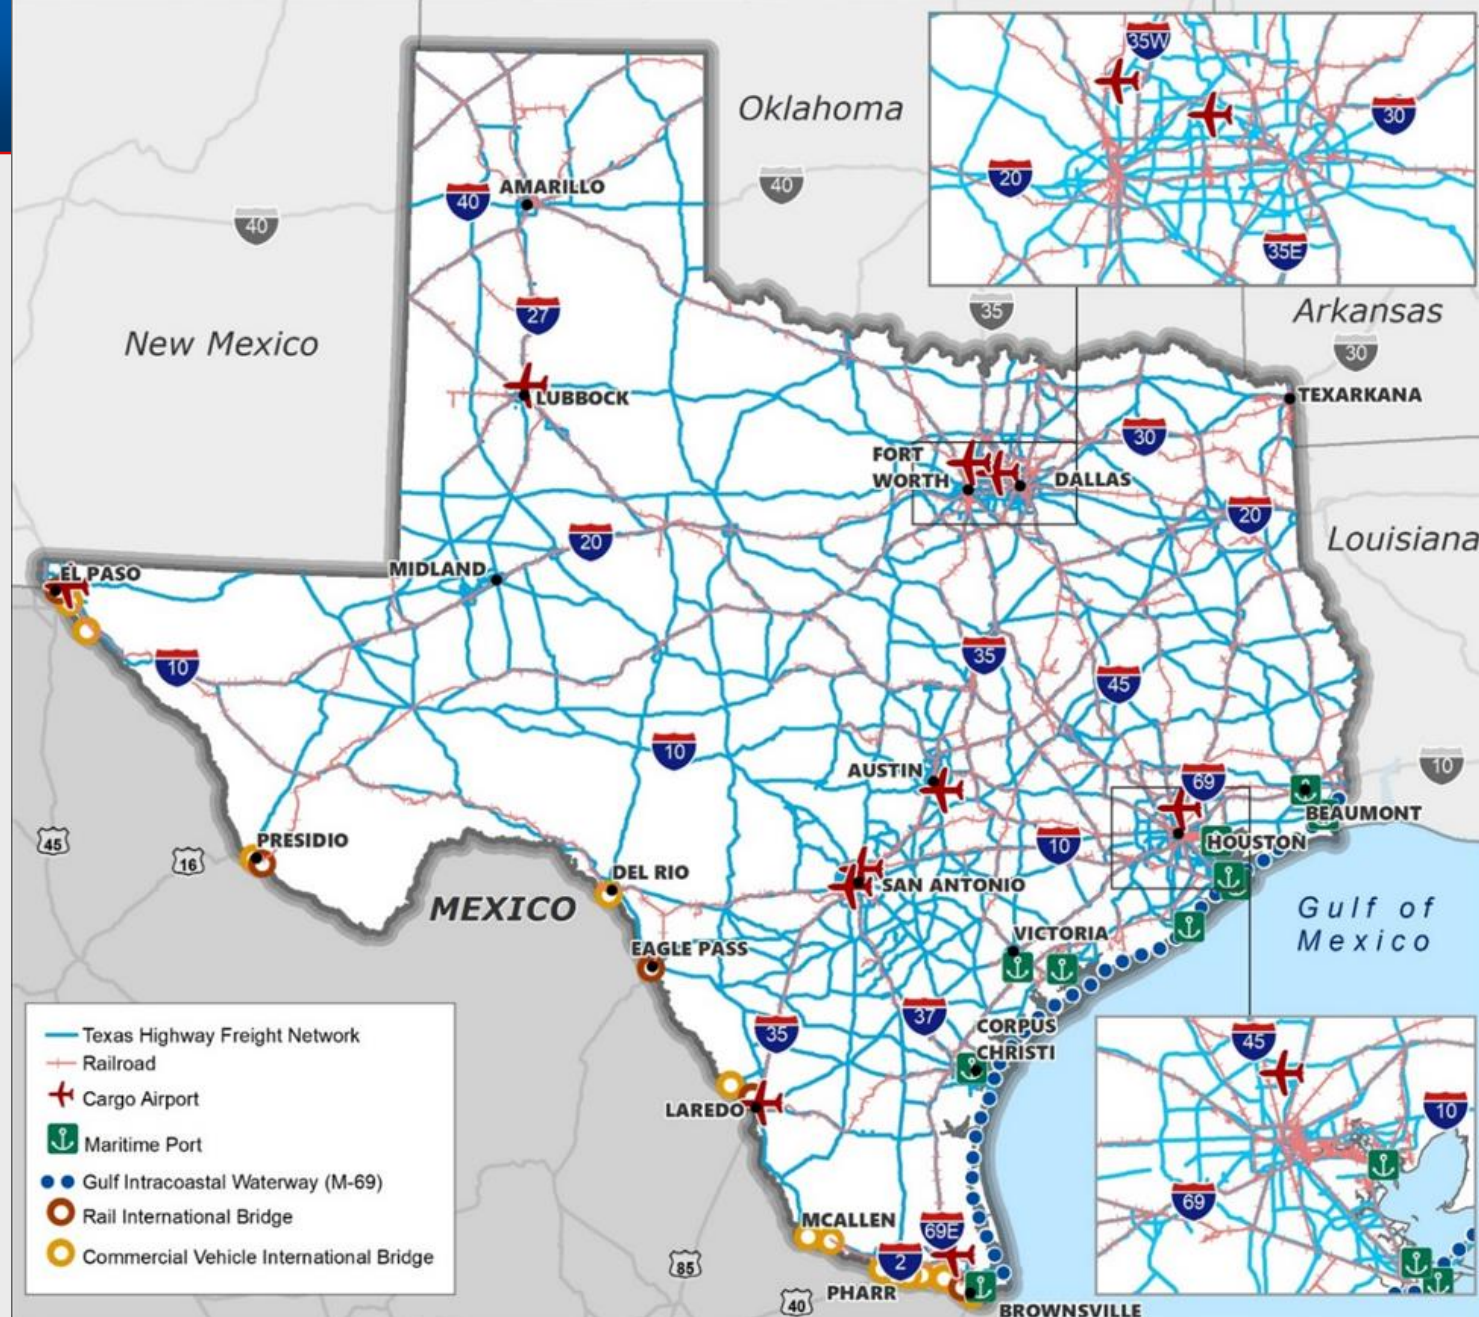 Oklahoma
35W
30
20
35E
40
40
AMARILLO
40
27
35
Arkansas
30
New Mexico
LUBBOCK
TEXARKANA
30
FORT
WORTH
DALLAS
20
20
Louisiana
MIDLAND
EL PASO
10
35
45
10
AUSTIN
69
10
BEAUMONT
45
16
PRESIDIO
10
HOUSTON
DEL RIO
SAN ANTONIO
MEXICO
Gulf of
Mexico
VICTORIA
EAGLE PASS
37
35
CORPUS
CHRISTI
LAREDO
45
10
69
MCALLEN
69E
2
PHARR
85
40
BROWNSVILLE
Texas Highway Freight Network
Railroad
Cargo Airport
Maritime Port
Gulf Intracoastal Waterway (M-69)
Rail International Bridge
Commercial Vehicle International Bridge